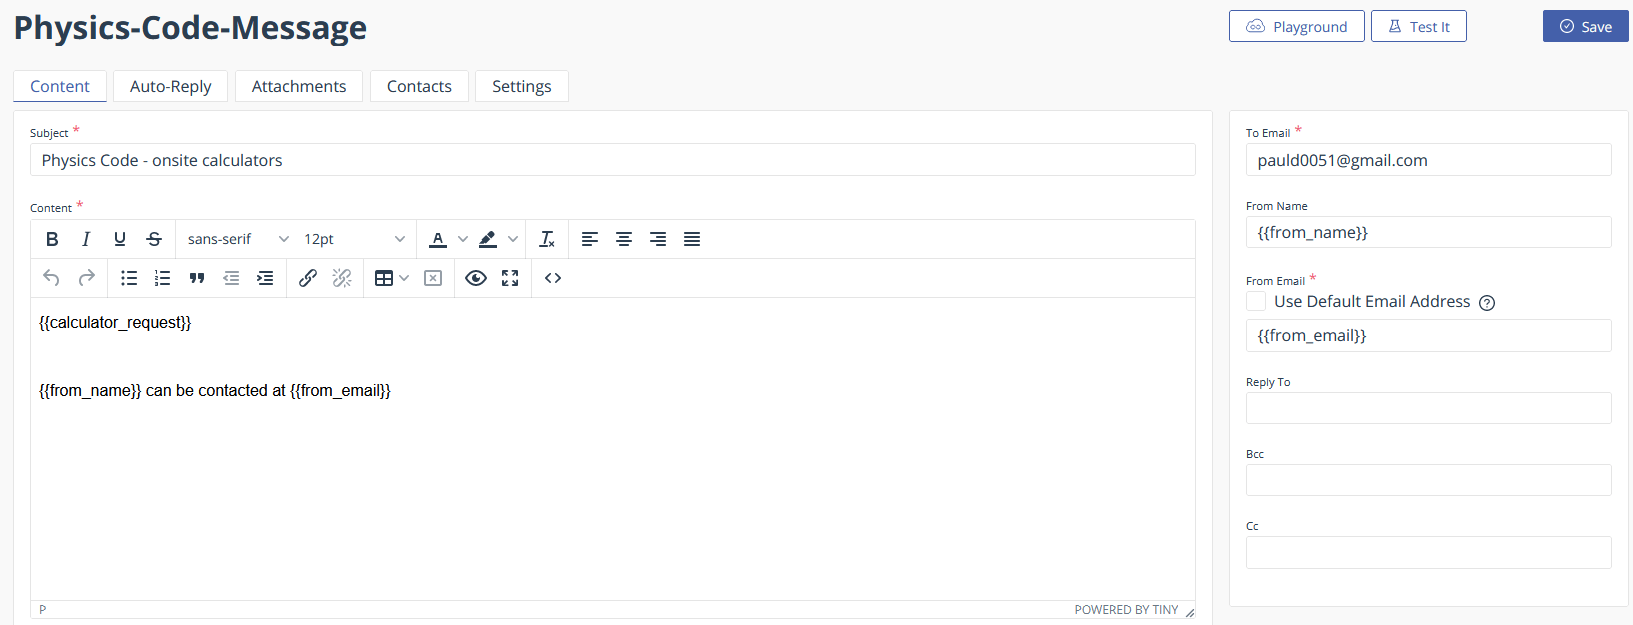 Physics-Code-Message
Playground
Test It
Save
Content
Auto-Reply
Attachments
Contacts
Settings
Subject *
Physics Code - onsite calculators
Content *
B I U S sans-serif 12pt A
{{calculator_request}}
{{from_name}} can be contacted at {{from_email}}
P
POWERED BY TINY
To Email *
pauld0051@gmail.com
From Name
{{from_name}}
From Email *
Use Default Email Address
{{from_email}}
Reply To
Bcc
Cc